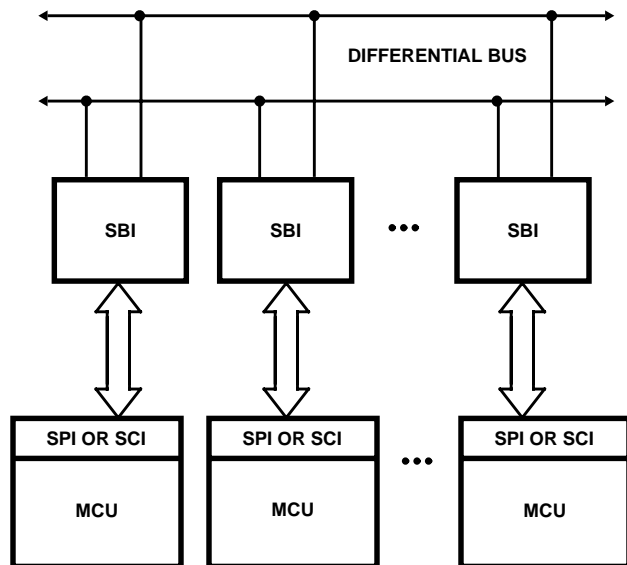 DIFFERENTIAL BUS
SBI SBI ••• SBI
SPI OR SCI SPI OR SCI SPI OR SCI
•••
MCU MCU MCU